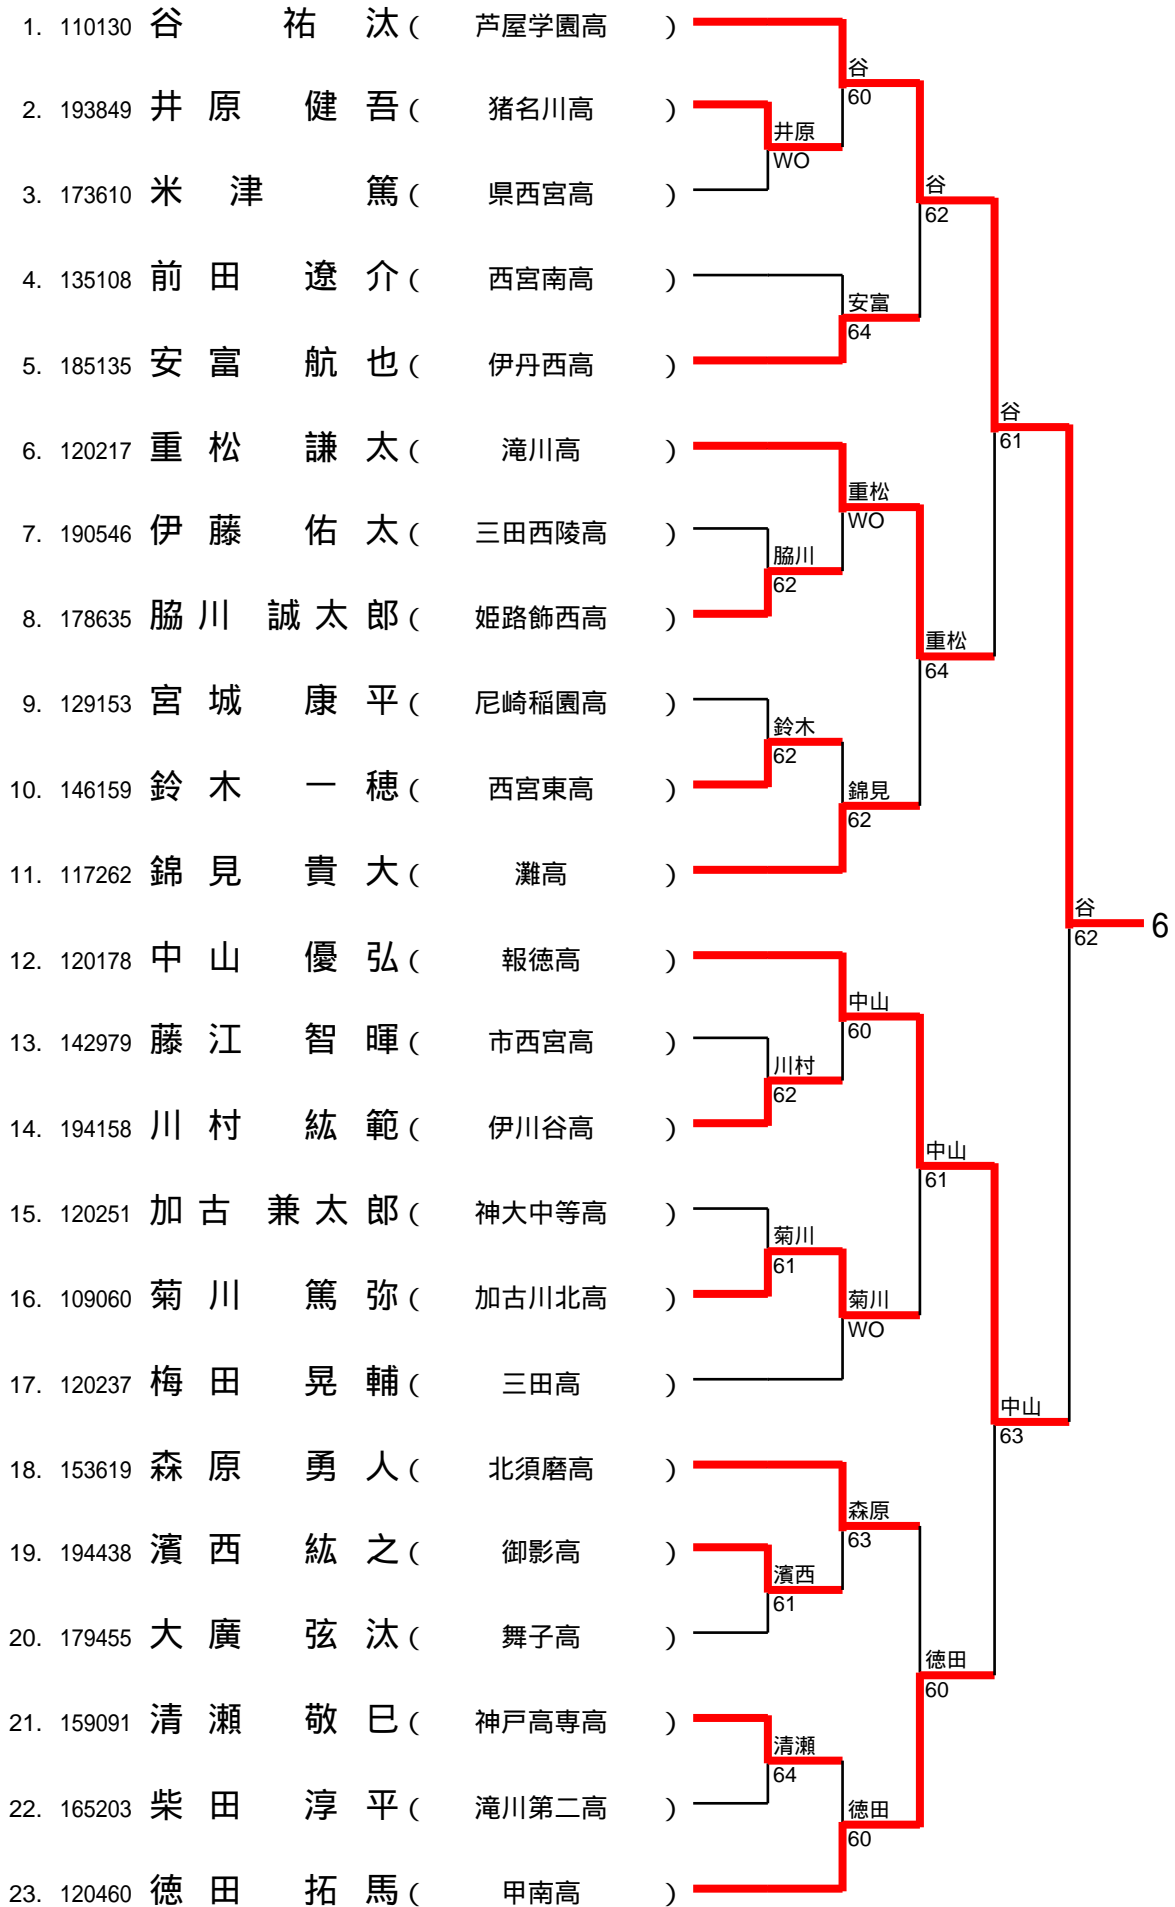 1. 110130 谷 祐 汰 ( 芦屋学園高 )
谷
60
2. 193849 井 原 健 吾 ( 猪名川高 )
井原
WO
3. 173610 米 津 篤 ( 県西宮高 )
谷
62
4. 135108 前 田 遼 介 ( 西宮南高 )
安富
64
5. 185135 安 富 航 也 ( 伊丹西高 )
谷
61
6. 120217 重 松 謙 太 ( 滝川高 )
重松
WO
7. 190546 伊 藤 佑 太 ( 三田西陵高 )
脇川
62
8. 178635 脇 川 誠 太 郎 ( 姫路飾西高 )
重松
64
9. 129153 宮 城 康 平 ( 尼崎稲園高 )
鈴木
62
10. 146159 鈴 木 一 穂 ( 西宮東高 )
錦見
62
11. 117262 錦 見 貴 大 ( 灘高 )
谷
62
6
12. 120178 中 山 優 弘 ( 報徳高 )
中山
60
13. 142979 藤 江 智 暉 ( 市西宮高 )
川村
62
14. 194158 川 村 紘 範 ( 伊川谷高 )
中山
61
15. 120251 加 古 兼 太 郎 ( 神大中等高 )
菊川
61
16. 109060 菊 川 篤 弥 ( 加古川北高 )
菊川
WO
17. 120237 梅 田 晃 輔 ( 三田高 )
中山
63
18. 153619 森 原 勇 人 ( 北須磨高 )
森原
63
19. 194438 濱 西 紘 之 ( 御影高 )
濱西
61
20. 179455 大 廣 弦 汰 ( 舞子高 )
徳田
60
21. 159091 清 瀬 敬 巳 ( 神戸高専高 )
清瀬
64
22. 165203 柴 田 淳 平 ( 滝川第二高 )
徳田
60
23. 120460 徳 田 拓 馬 ( 甲南高 )